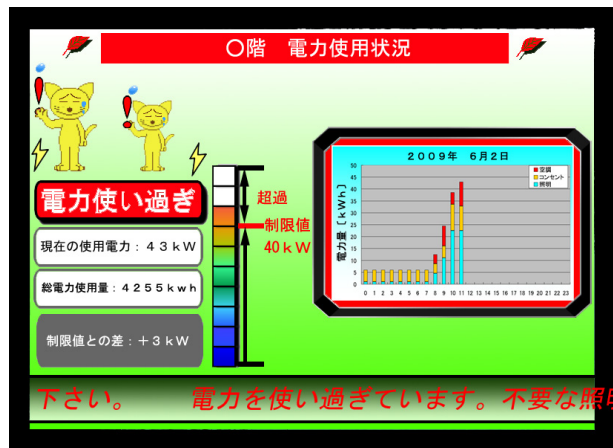 〇階 電力使用状況
電力使い過ぎ
現在の使用電力：４３ｋＷ
総電力使用量：４２５５ｋｗｈ
制限値との差：＋３ｋＷ
超過
制限値
40ｋＷ
２００９年 ６月２日
電力量［ｋＷｈ］
50
45
40
35
30
25
20
15
10
5
0
空調
コンセント
照明
0 1 2 3 4 5 6 7 8 9 10 11 12 13 14 15 16 17 18 19 20 21 22 23
下さい。 電力を使い過ぎています。不要な照明